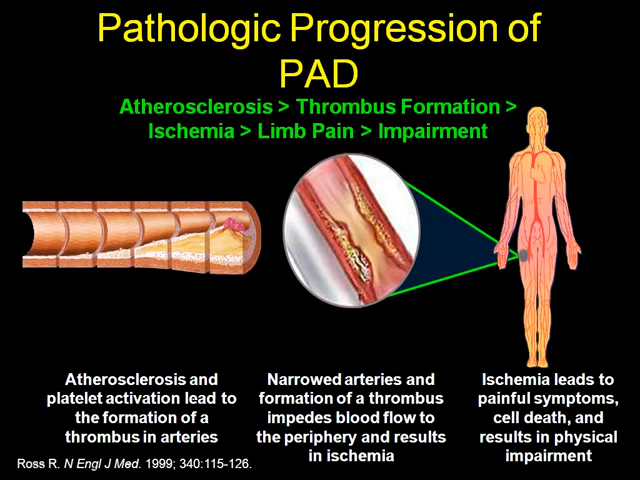 Pathologic Progression of
PAD
Atherosclerosis > Thrombus Formation >
Ischemia > Limb Pain > Impairment
Atherosclerosis and
platelet activation lead to
the formation of a
thrombus in arteries
Narrowed arteries and
formation of a thrombus
impedes blood flow to
the periphery and results
in ischemia
Ischemia leads to
painful symptoms,
cell death, and
results in physical
impairment
Ross R. N Engl J Med. 1999; 340:115-126.